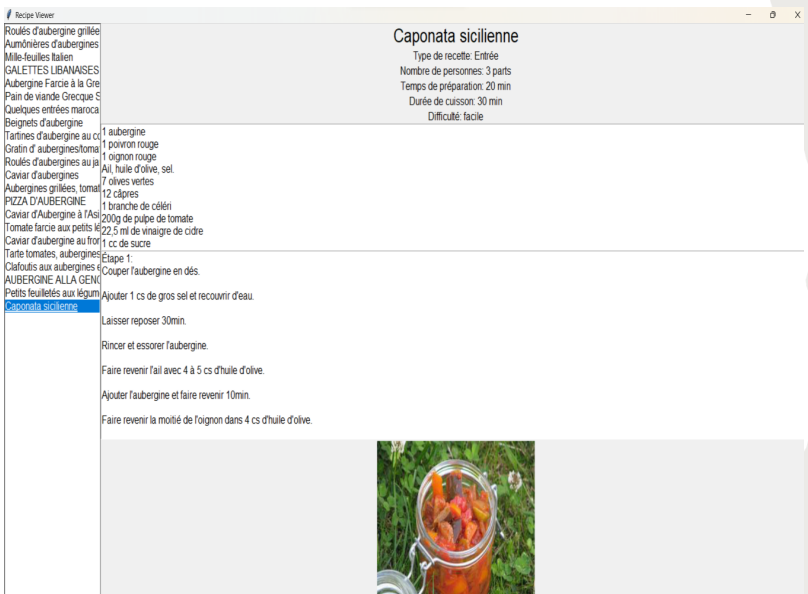 Recipe Viewer
Roulés d'aubergine grillée
Aumônières d'aubergines
Mille-feuilles Italien
GALETTES LIBANAISES
Aubergine Farcie à la Gre
Pain de viande Grecque S
Quelques entrées maroca
Beignets d'aubergine
Tartines d'aubergine au co
Gratin d' aubergines/toma
Roulés d'aubergines au ja
Caviar d'aubergines
Aubergines grillées, tomat
PIZZA D'AUBERGINE
Caviar d'Aubergine à l'Asi
Tomate farcie aux petits lé
Caviar d'aubergine au fror
Tarte tomates, aubergines
Clafoutis aux aubergines e
AUBERGINE ALLA GENO
Petits feuilletés aux légum
Caponata sicilienne
Caponata sicilienne
Type de recette: Entrée
Nombre de personnes: 3 parts
Temps de préparation: 20 min
Durée de cuisson: 30 min
Difficulté: facile
1 aubergine
1 poivron rouge
1 oignon rouge
Ail, huile d'olive, sel.
7 olives vertes
12 câpres
1 branche de céléri
200g de pulpe de tomate
22,5 ml de vinaigre de cidre
1 cc de sucre
Étape 1:
Couper l'aubergine en dés.
Ajouter 1 cs de gros sel et recouvrir d'eau.
Laisser reposer 30min.
Rincer et essorer l'aubergine.
Faire revenir l'ail avec 4 à 5 cs d'huile d'olive.
Ajouter l'aubergine et faire revenir 10min.
Faire revenir la moitié de l'oignon dans 4 cs d'huile d'olive.